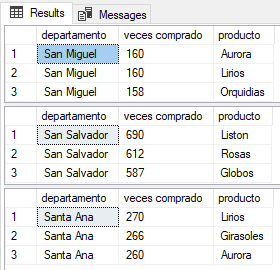 Results Messages
departamento veces comprado producto
1 San Miguel 160 Aurora
2 San Miguel 160 Lirios
3 San Miguel 158 Orquidias
departamento veces comprado producto
1 San Salvador 690 Liston
2 San Salvador 612 Rosas
3 San Salvador 587 Globos
departamento veces comprado producto
1 Santa Ana 270 Lirios
2 Santa Ana 266 Girasoles
3 Santa Ana 260 Aurora